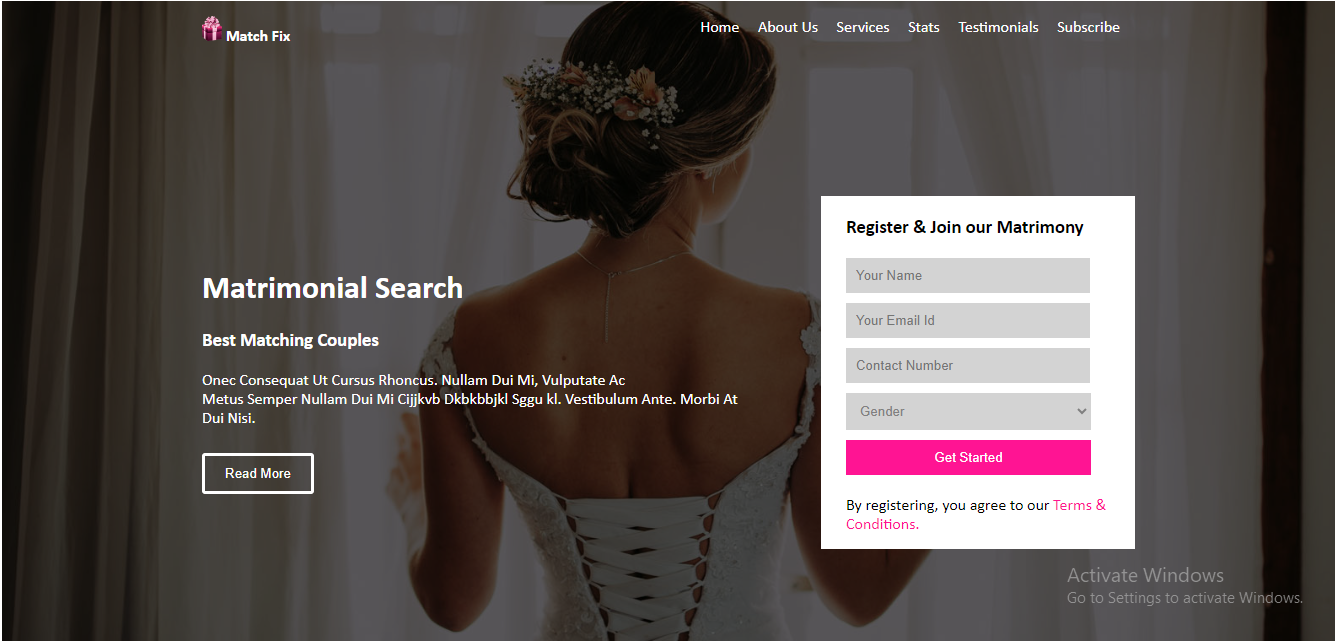 Match Fix
Home About Us Services Stats Testimonials Subscribe
Register & Join our Matrimony
Your Name
Your Email Id
Contact Number
Gender
Get Started
By registering, you agree to our Terms &
Conditions.
Matrimonial Search
Best Matching Couples
Onec Consequat Ut Cursus Rhoncus. Nullam Dui Mi, Vulputate Ac
Metus Semper Nullam Dui Mi Cijjkvb Dkbkbbjkl Sggu kl. Vestibulum Ante. Morbi At
Dui Nisi.
Read More
Activate Windows
Go to Settings to activate Windows.